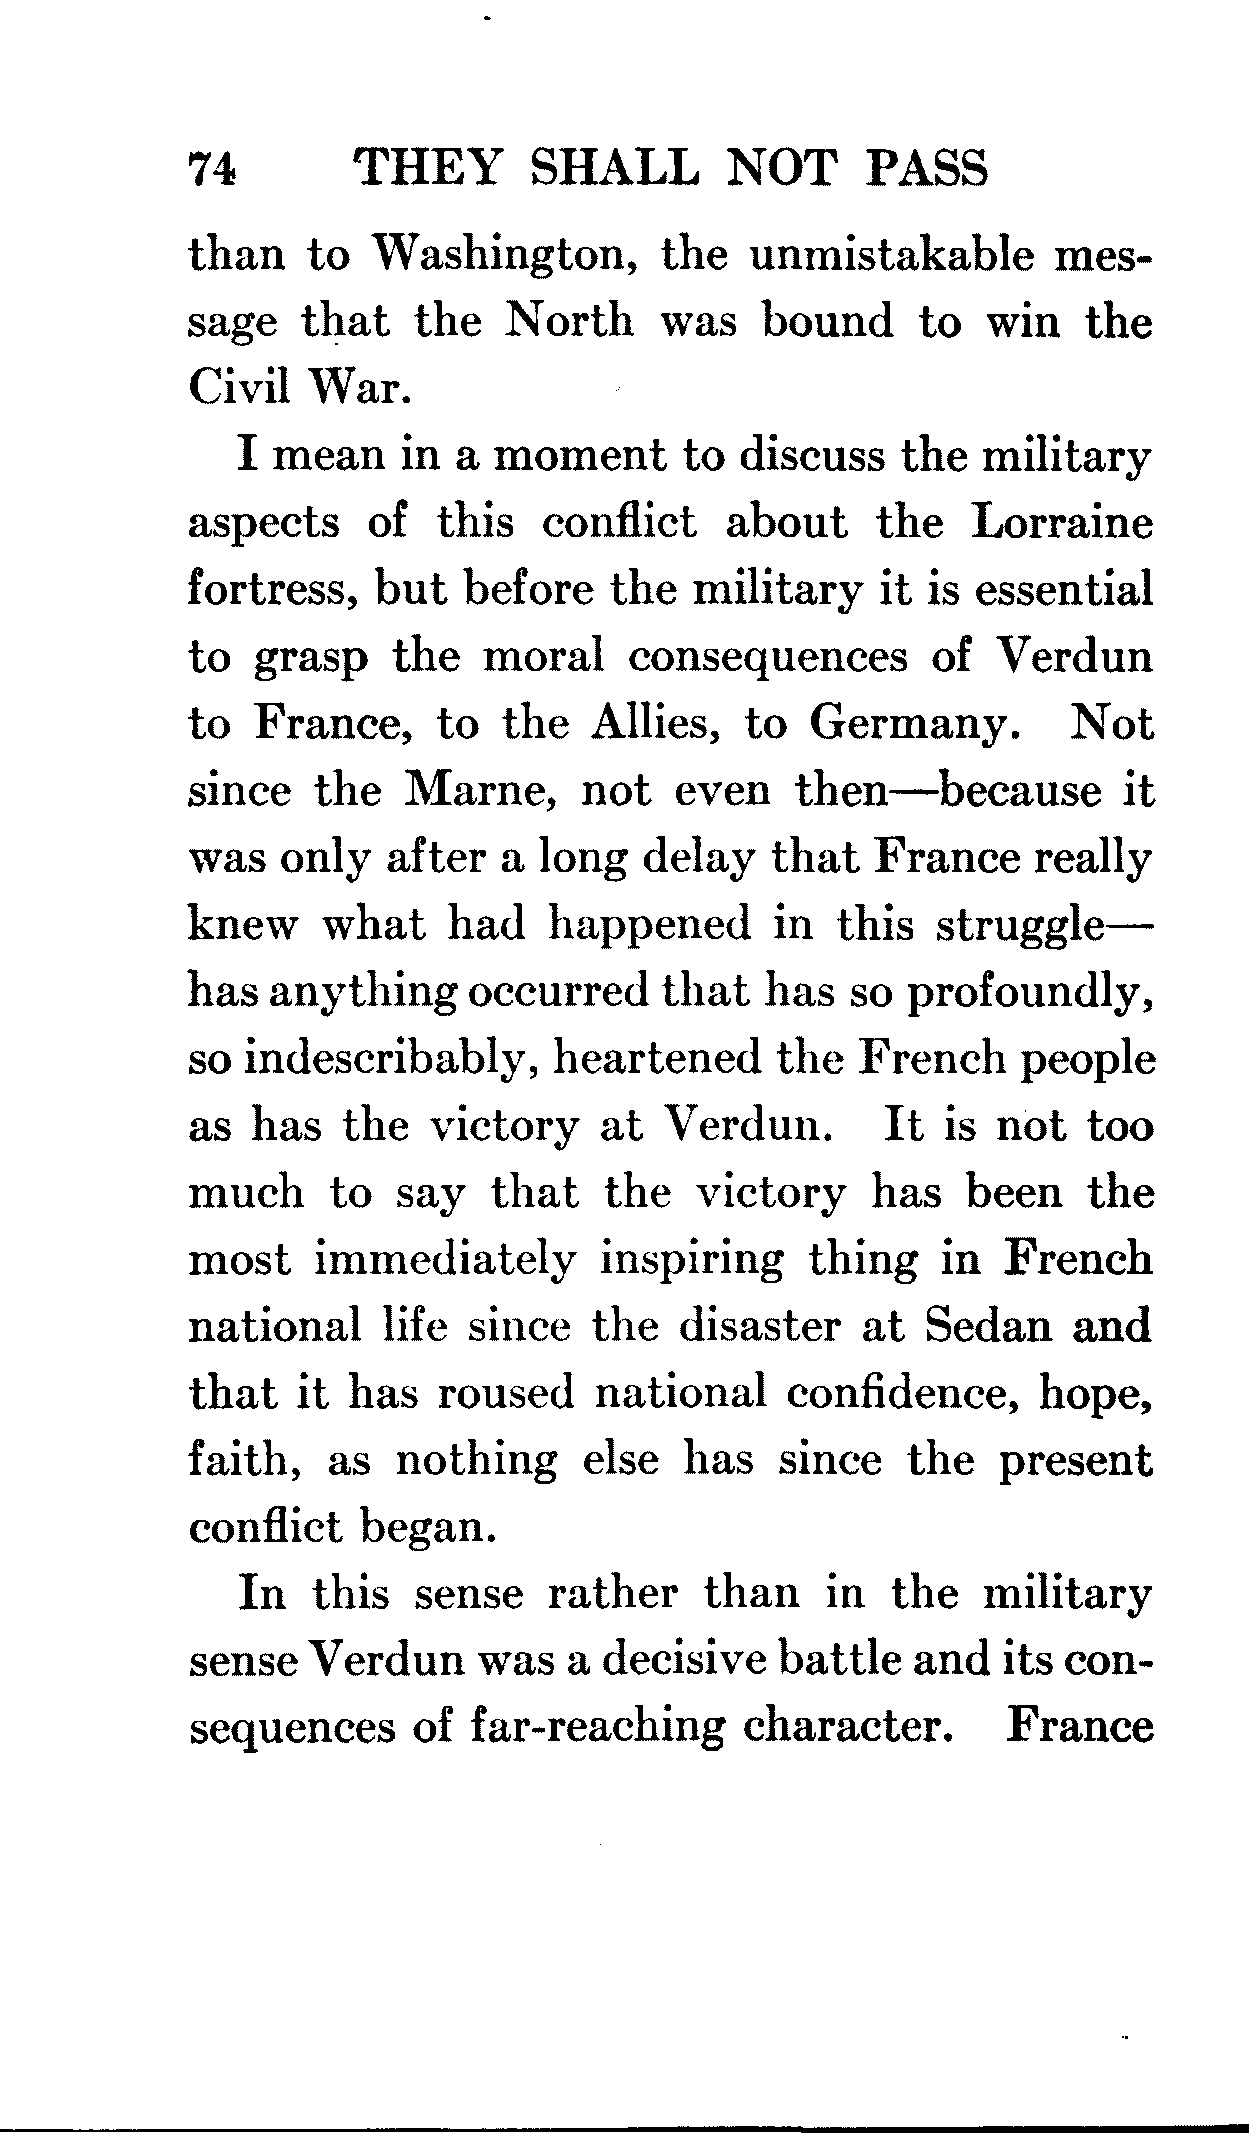 74 THEY SHALL NOT PASS
than to Washington, the unmistakable mes-
sage that the North was bound to win the
Civil War.
I mean in a moment to discuss the military
aspects of this conflict about the Lorraine
fortress, but before the military it is essential
to grasp the moral consequences of Verdun
to France, to the Allies, to Germany. Not
since the Marne, not even then—because it
was only after a long delay that France really
knew what had happened in this struggle—
has anything occurred that has so profoundly,
so indescribably, heartened the French people
as has the victory at Verdun. It is not too
much to say that the victory has been the
most immediately inspiring thing in French
national life since the disaster at Sedan and
that it has roused national confidence, hope,
faith, as nothing else has since the present
conflict began.
In this sense rather than in the military
sense Verdun was a decisive battle and its con-
sequences of far-reaching character. France